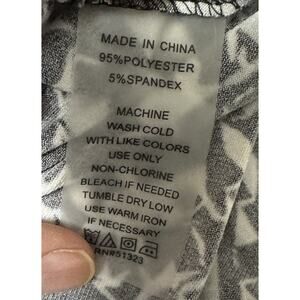 MADE IN CHINA
95%POLYESTER
5%SPANDEX
MACHINE
WASH COLD
WITH LIKE COLORS
USE ONLY
NON-CHLORINE
BLEACH IF NEEDED
TUMBLE DRY LOW
USE WARM IRON
IF NECESSARY
RN#51323